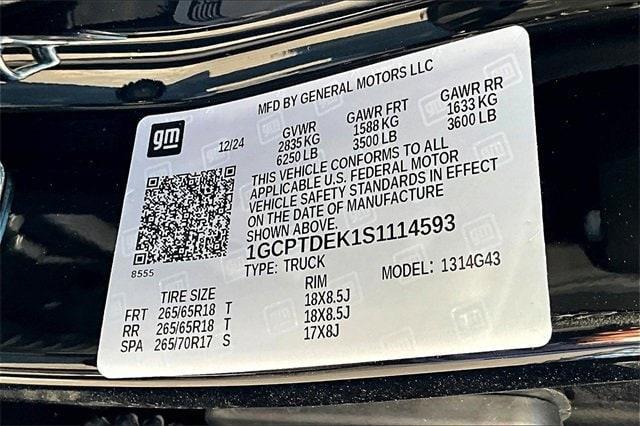 MFD BY GENERAL MOTORS LLC
gm
12/24
GVWR GAWR FRT GAWR RR
2835 KG 1588 KG 1633 KG
6250 LB 3500 LB 3600 LB
THIS VEHICLE CONFORMS TO ALL
APPLICABLE U.S. FEDERAL MOTOR
VEHICLE SAFETY STANDARDS IN EFFECT
ON THE DATE OF MANUFACTURE
SHOWN ABOVE.
1GCPTDEK1S1114593
8555
TYPE: TRUCK MODEL: 1314G43
TIRE SIZE RIM
FRT 265/65R18 T 18X8.5J
RR 265/65R18 T 18X8.5J
SPA 265/70R17 S 17X8J